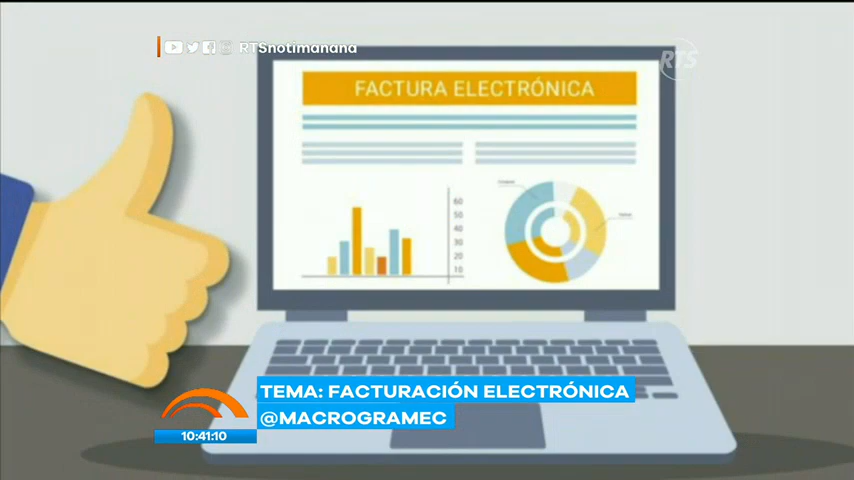 RTSnotimanana
RTS
FACTURA ELECTRÓNICA
60
50
40
30
20
10
TEMA: FACTURACIÓN ELECTRÓNICA
@MACROGRAMEC
10:41:10